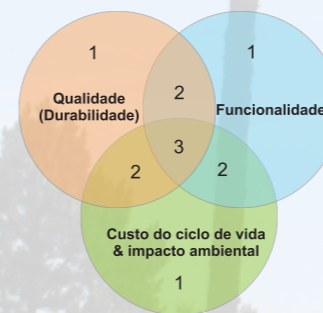 1
1
2
Qualidade
(Durabilidade)
Funcionalidade
3
2
2
Custo do ciclo de vida
& impacto ambiental
1